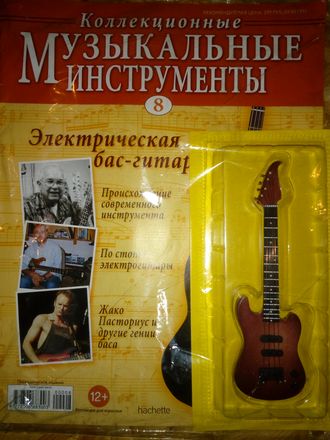 Коллекционные
Музыкальные
инструменты
8
Электрическая
бас-гитар
Происхождение
современного
инструмента
По сто
электрогитары
Жако
Пасториус и
другие гении
баса
12+
hachette